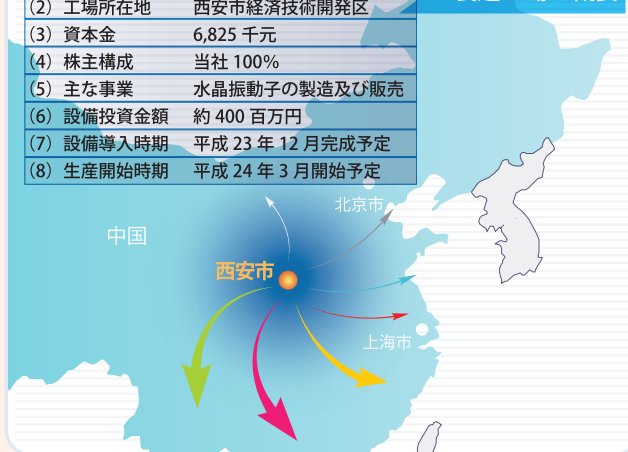 (2) 工場所在地 西安市経済技術開発区
(3) 資本金 6,825 千元
(4) 株主構成 当社 100%
(5) 主な事業 水晶振動子の製造及び販売
(6) 設備投資金額 約 400 百万円
(7) 設備導入時期 平成 23 年 12 月完成予定
(8) 生産開始時期 平成 24 年 3 月開始予定
北京市
中国
西安市
上海市